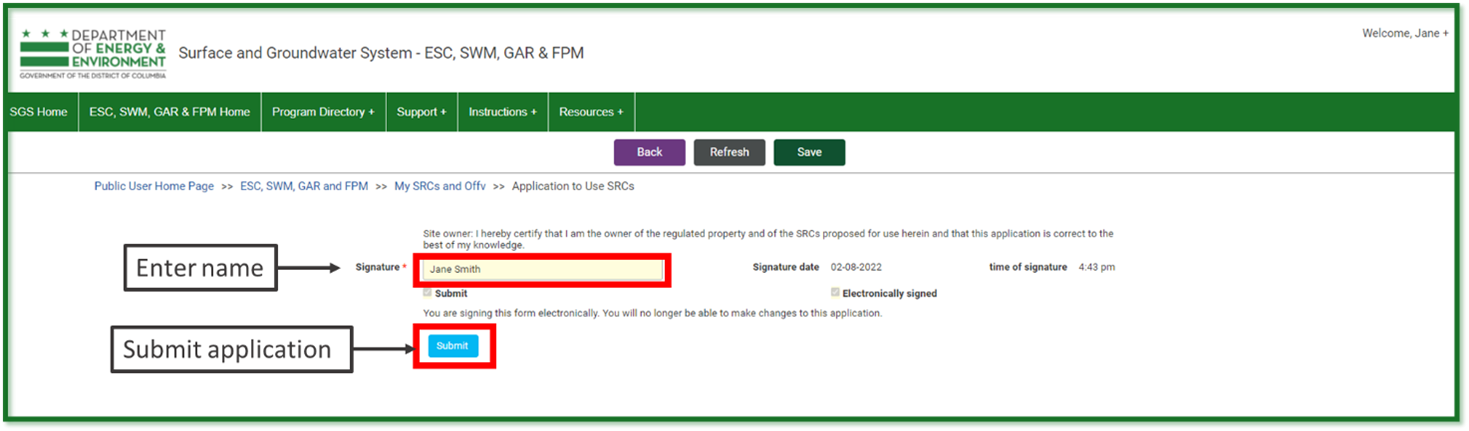 DEPARTMENT
OF ENERGY &
ENVIRONMENT
GOVERNMENT OF THE DISTRICT OF COLUMBIA
Surface and Groundwater System - ESC, SWM, GAR & FPM
Welcome, Jane +
SGS Home ESC, SWM, GAR & FPM Home Program Directory + Support + Instructions + Resources +
Back Refresh Save
Public User Home Page >> ESC, SWM, GAR and FPM >> My SRCs and Offv >> Application to Use SRCs
Site owner: I hereby certify that I am the owner of the regulated property and of the SRCs proposed for use herein and that this application is correct to the
best of my knowledge.
Enter name
Signature * Jane Smith Signature date 02-08-2022 time of signature 4:43 pm
Submit Electronically signed
You are signing this form electronically. You will no longer be able to make changes to this application.
Submit application
Submit